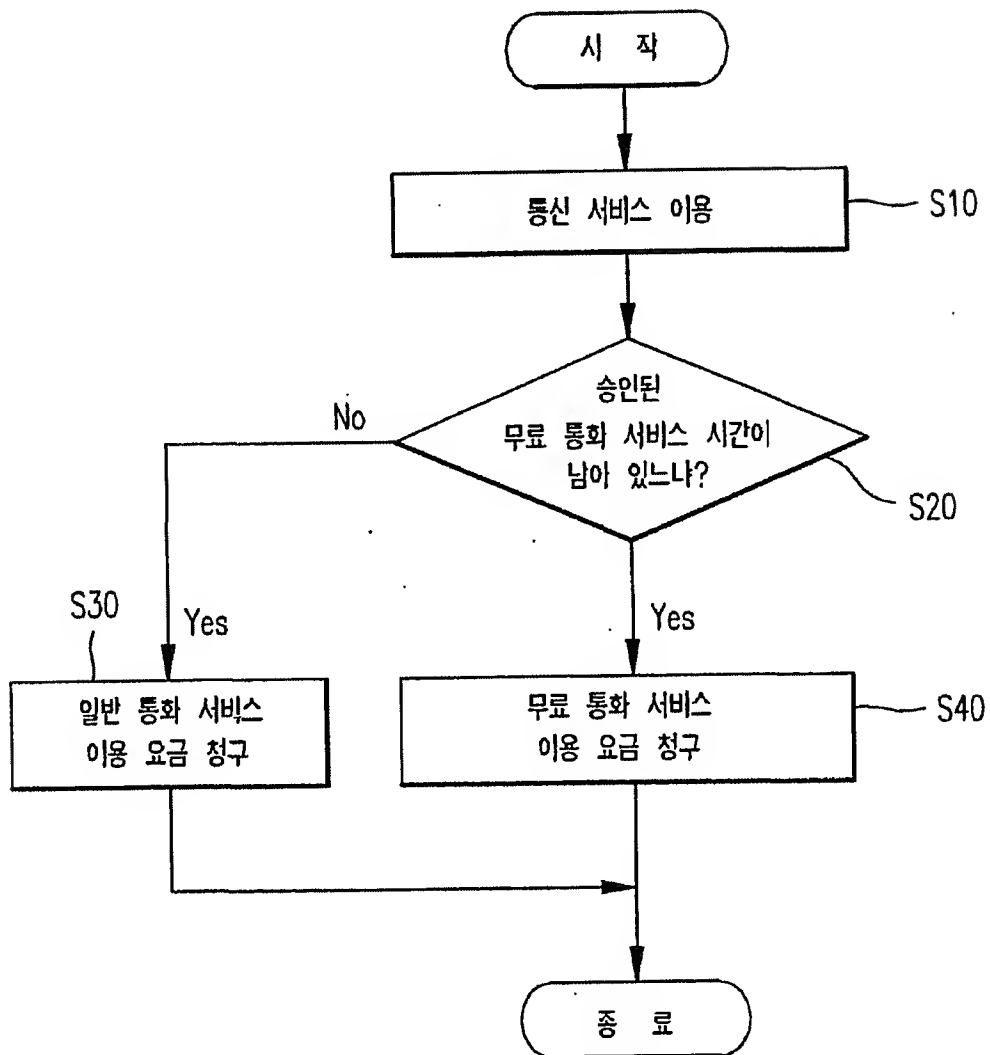 시 작
통신 서비스 이용
S10
승인된
무료 통화 서비스 시간이
남아 있느냐?
S20
No
Yes
S30
일반 통화 서비스
이용 요금 청구
Yes
무료 통화 서비스
이용 요금 청구
S40
종 료